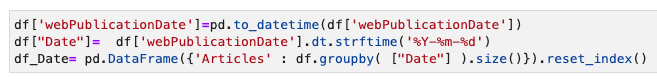 df['webPublicationDate']=pd.to_datetime(df['webPublicationDate'])
df["Date"]=  df['webPublicationDate'].dt.strftime('%Y-%m-%d')
df_Date= pd.DataFrame({'Articles' : df.groupby( ["Date"] ).size()}).reset_index()